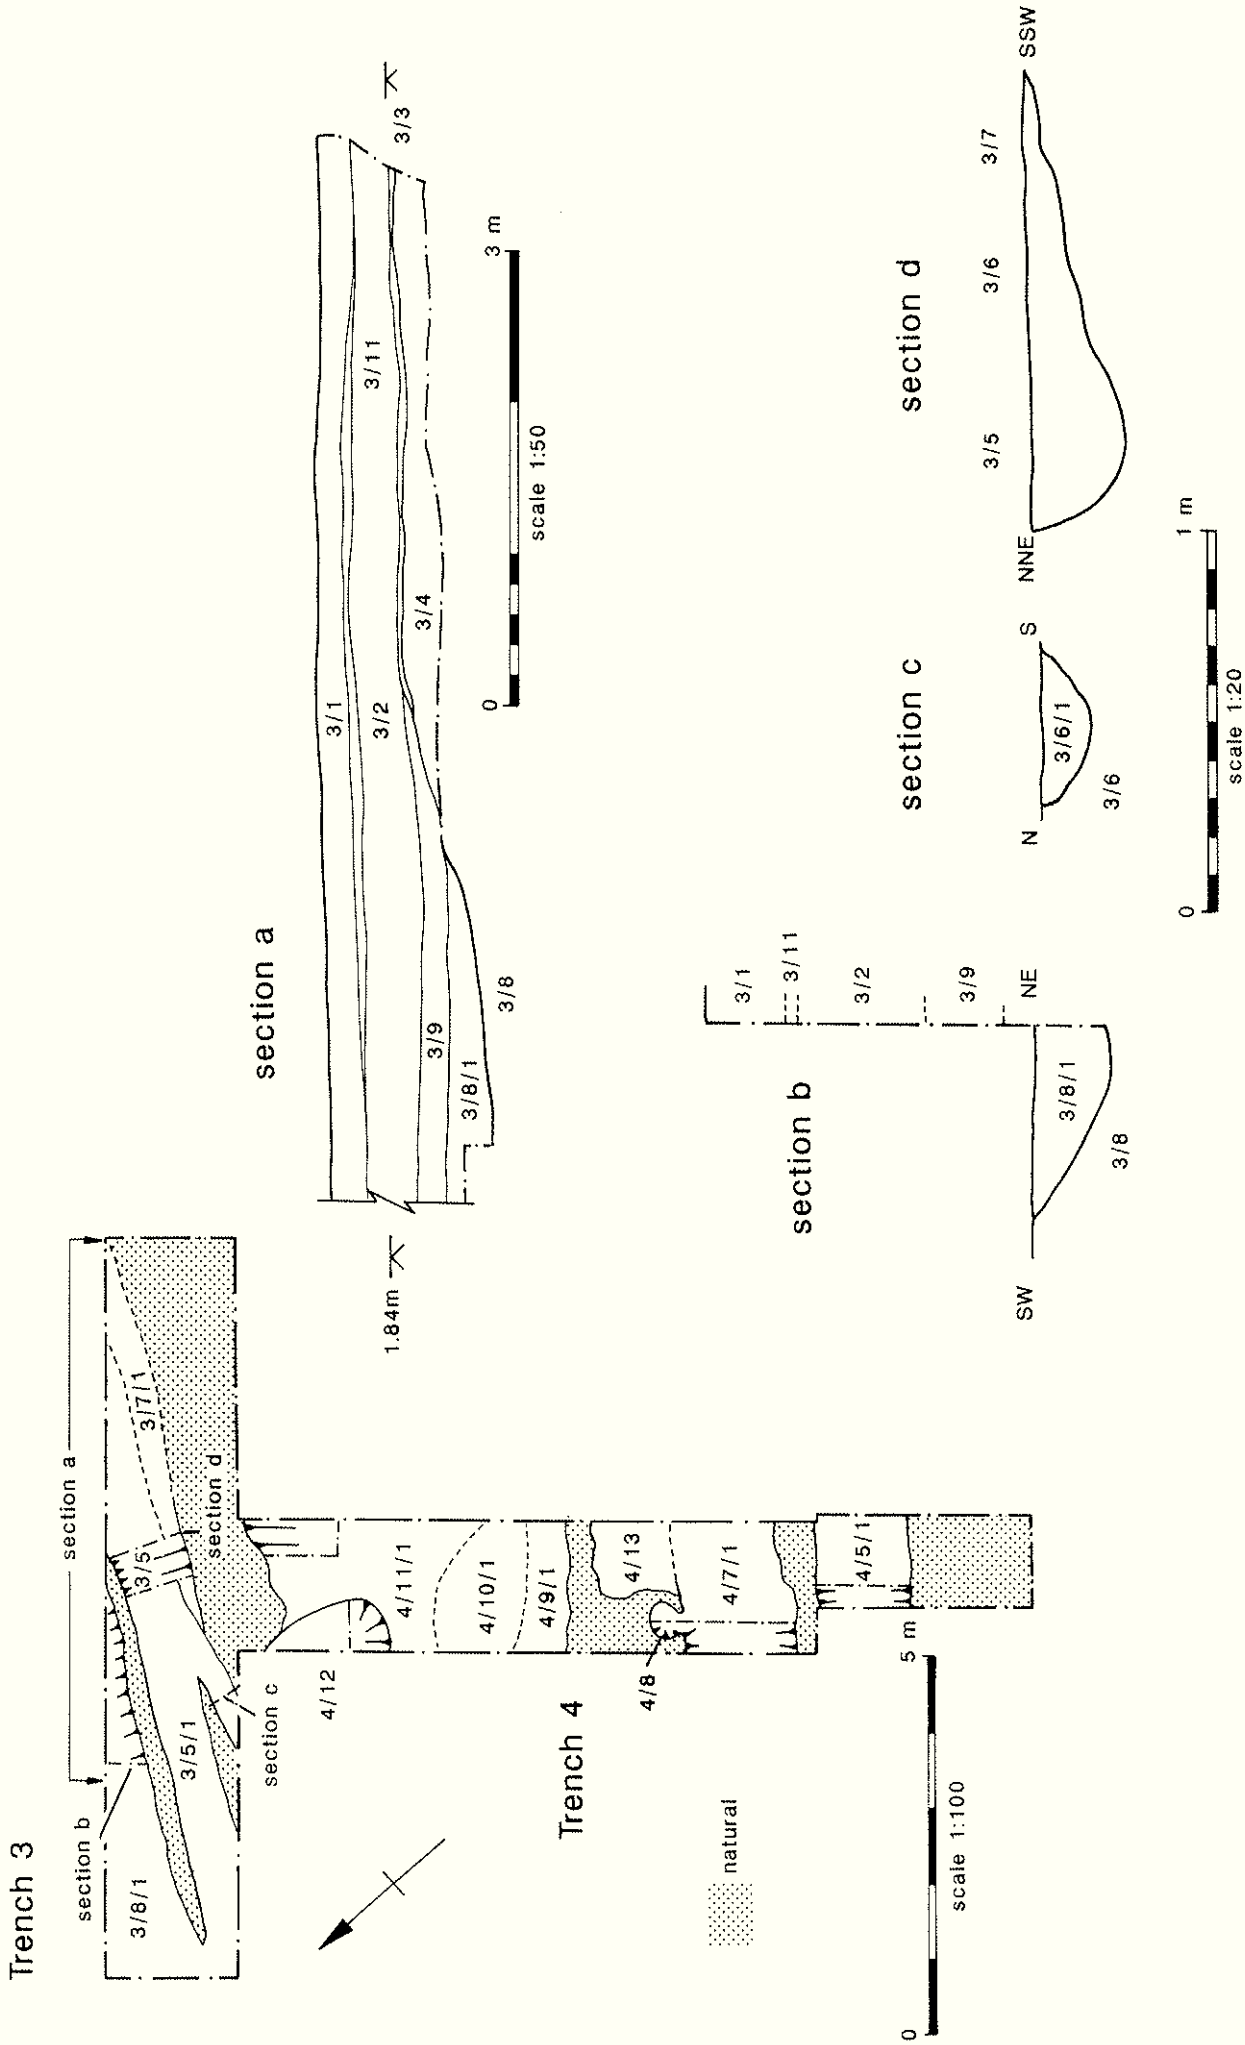 Trench 3
section a
section b
3/8/1
3/5/1
3/5
3/7/1
section d
section c
4/12
4/11/1
4/10/1
4/9/1
4/13
4/8
4/7/1
4/5/1
Trench 4
natural
0
5 m
scale 1:100
section a
1.84m
3/1
3/11
3/2
3/3
3/4
3/9
3/8/1
3/8
0
3 m
scale 1:50
section b
3/1
3/11
3/2
3/9
SW
NE
3/8/1
3/8
section c
N
S
3/6/1
3/6
section d
3/5
3/6
3/7
NNE
SSW
0
1 m
scale 1:20